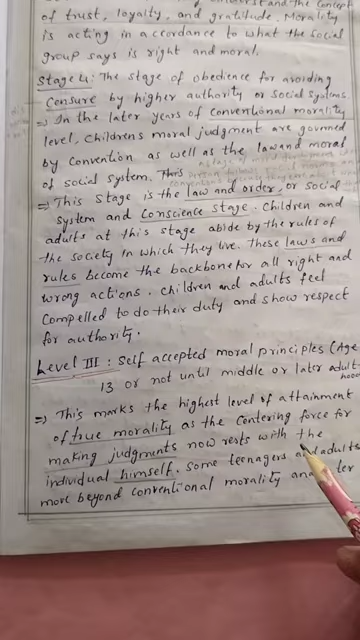 of trust, loyalty, and gratitude. Morality
is acting in accordance to what the social
group says is right and moral.
Stage 4: The stage of obedience for avoiding
Censure by higher authority or social systems
⇒ In the later years of conventional morality
level, Childrens moral judgment are governed
by Convention as well as the law and moral
of social system. This
⇒ This stage is the law and order, or social
system and Conscience stage. Children and
adults at this stage abide by the rules of
the society in which they live. These laws and
rules become the backbone for all right and
wrong actions. Children and adults feel
Compelled to do their duty and show respect
for authority.
Level III: Self accepted moral principles (Age-
13 or not until middle or later adult-
hood
⇒ This marks the highest level of attainment
of true morality as the Centering force for
making judgments now rests with the
individual himself. Some teenagers adults
more beyond conventional morality